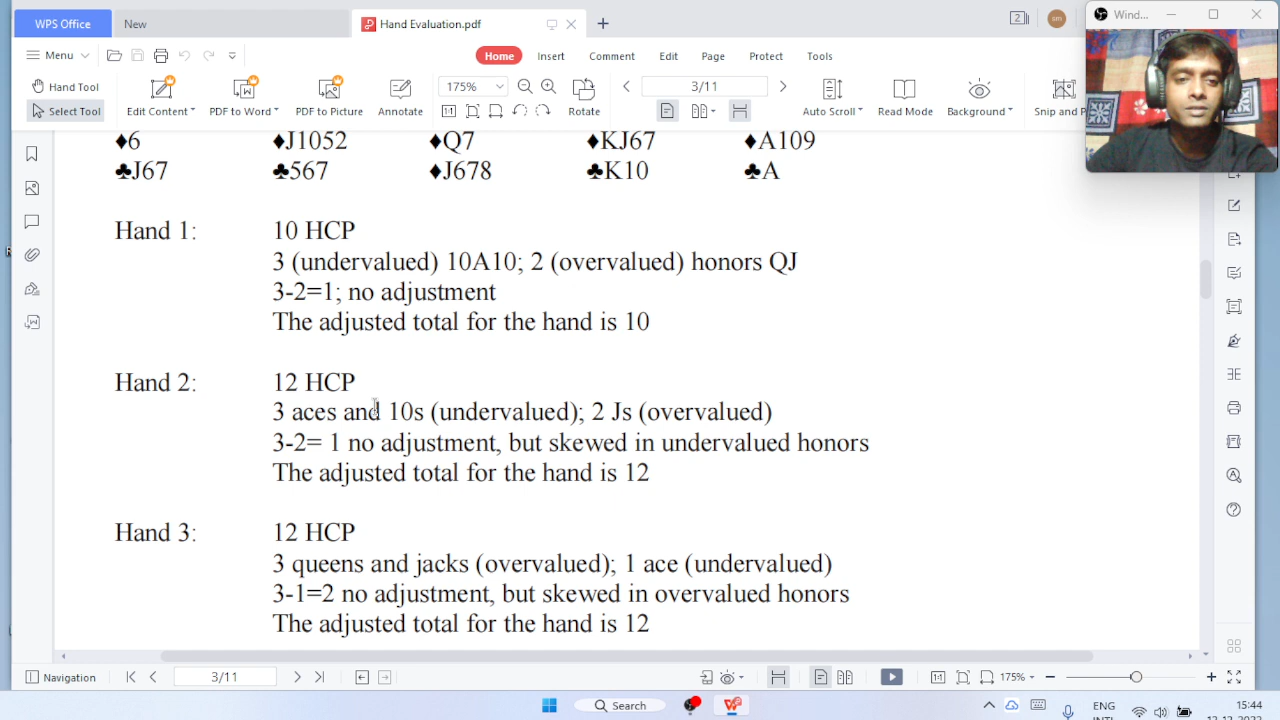 WPS Office
New
Hand Evaluation.pdf
2
sm
Wind...
Menu
Home
Insert
Comment
Edit
Page
Protect
Tools
Hand Tool
Select Tool
Edit Content
PDF to Word
PDF to Picture
Annotate
175%
Rotate
3/11
Auto Scroll
Read Mode
Background
Snip and P
♦6 ♦J1052 ♦Q7 ♦KJ67 ♦A109
♣J67 ♣567 ♦J678 ♣K10 ♣A
Hand 1: 10 HCP
3 (undervalued) 10A10; 2 (overvalued) honors QJ
3-2=1; no adjustment
The adjusted total for the hand is 10
Hand 2: 12 HCP
3 aces and 10s (undervalued); 2 Js (overvalued)
3-2= 1 no adjustment, but skewed in undervalued honors
The adjusted total for the hand is 12
Hand 3: 12 HCP
3 queens and jacks (overvalued); 1 ace (undervalued)
3-1=2 no adjustment, but skewed in overvalued honors
The adjusted total for the hand is 12
Navigation
3/11
175%
Search
ENG
INTL
15:44